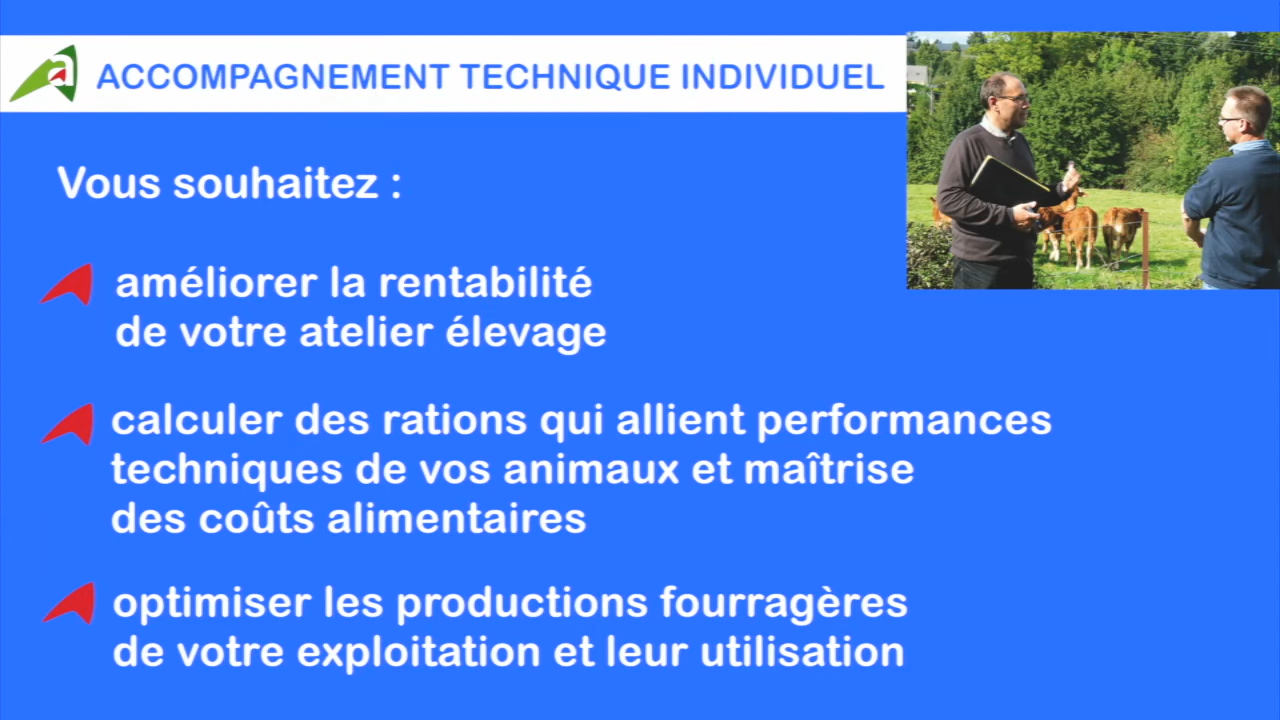 a
ACCOMPAGNEMENT TECHNIQUE INDIVIDUEL
Vous souhaitez :
améliorer la rentabilité
de votre atelier élevage
calculer des rations qui allient performances
techniques de vos animaux et maîtrise
des coûts alimentaires
optimiser les productions fourragères
de votre exploitation et leur utilisation